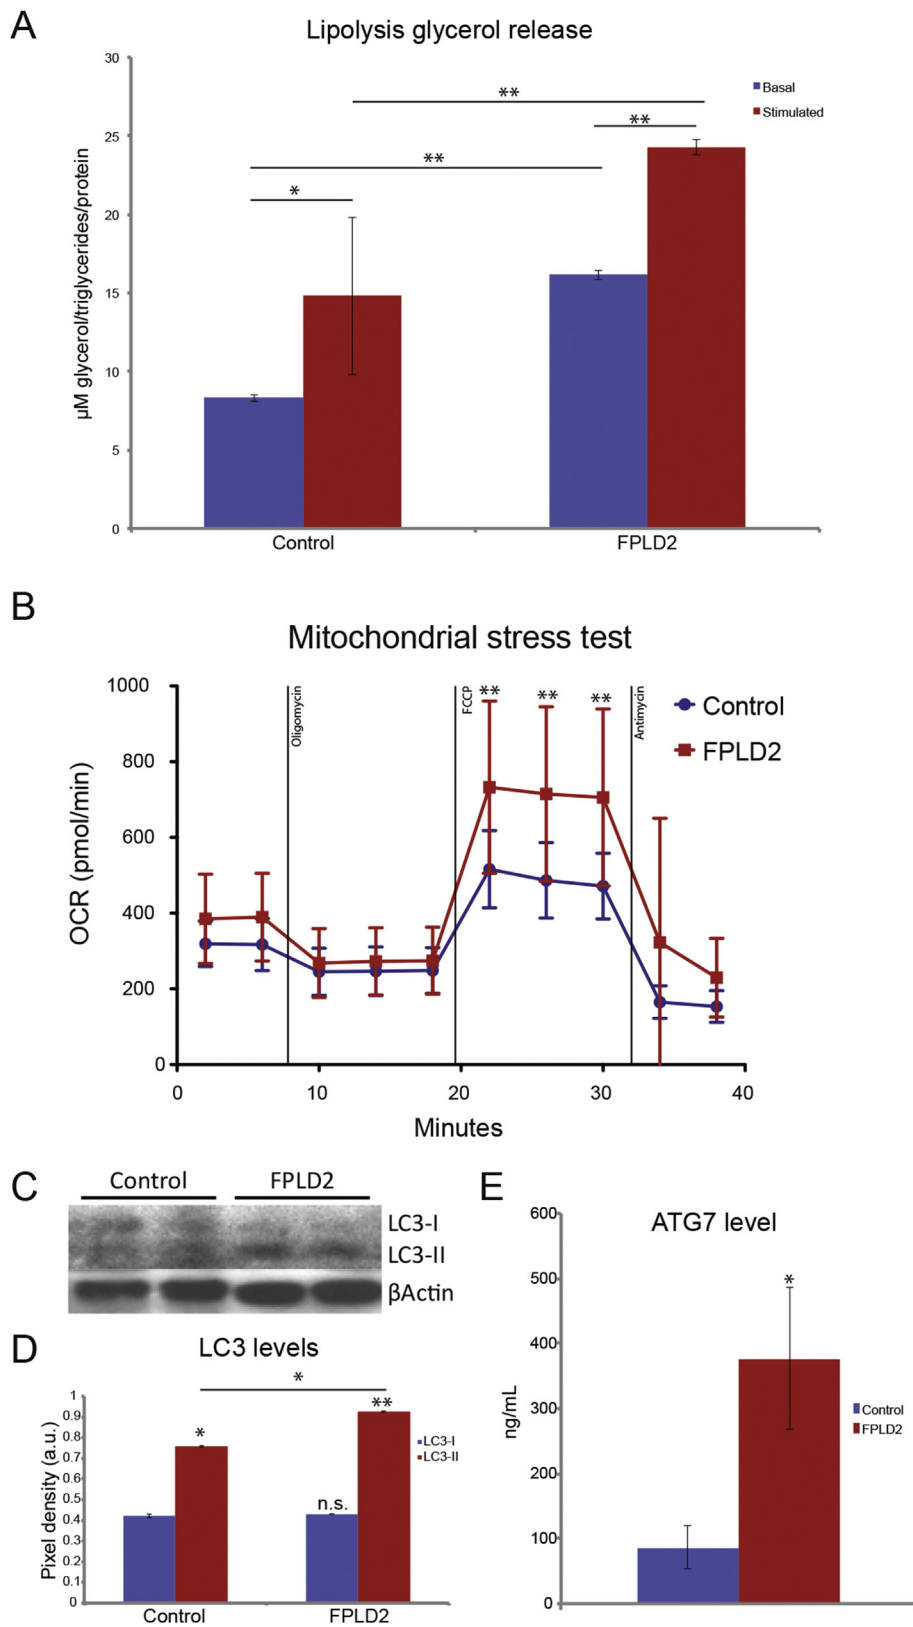 A
Lipolysis glycerol release
30
25
20
15
10
5
0
µM glycerol/triglycerides/protein
Basal
Stimulated
**
**
**
*
Control
FPLD2
B
Mitochondrial stress test
1000
800
600
400
200
0
OCR (pmol/min)
Oligomycin
FCCP
**
**
**
Antimycin
Control
FPLD2
0
10
20
30
40
Minutes
C
Control
FPLD2
LC3-I
LC3-II
βActin
D
LC3 levels
1
0.9
0.8
0.7
0.6
0.5
0.4
0.3
0.2
0.1
0
Pixel density (a.u.)
*
*
**
n.s.
LC3-I
LC3-II
Control
FPLD2
E
ATG7 level
600
500
400
300
200
100
0
ng/mL
*
Control
FPLD2